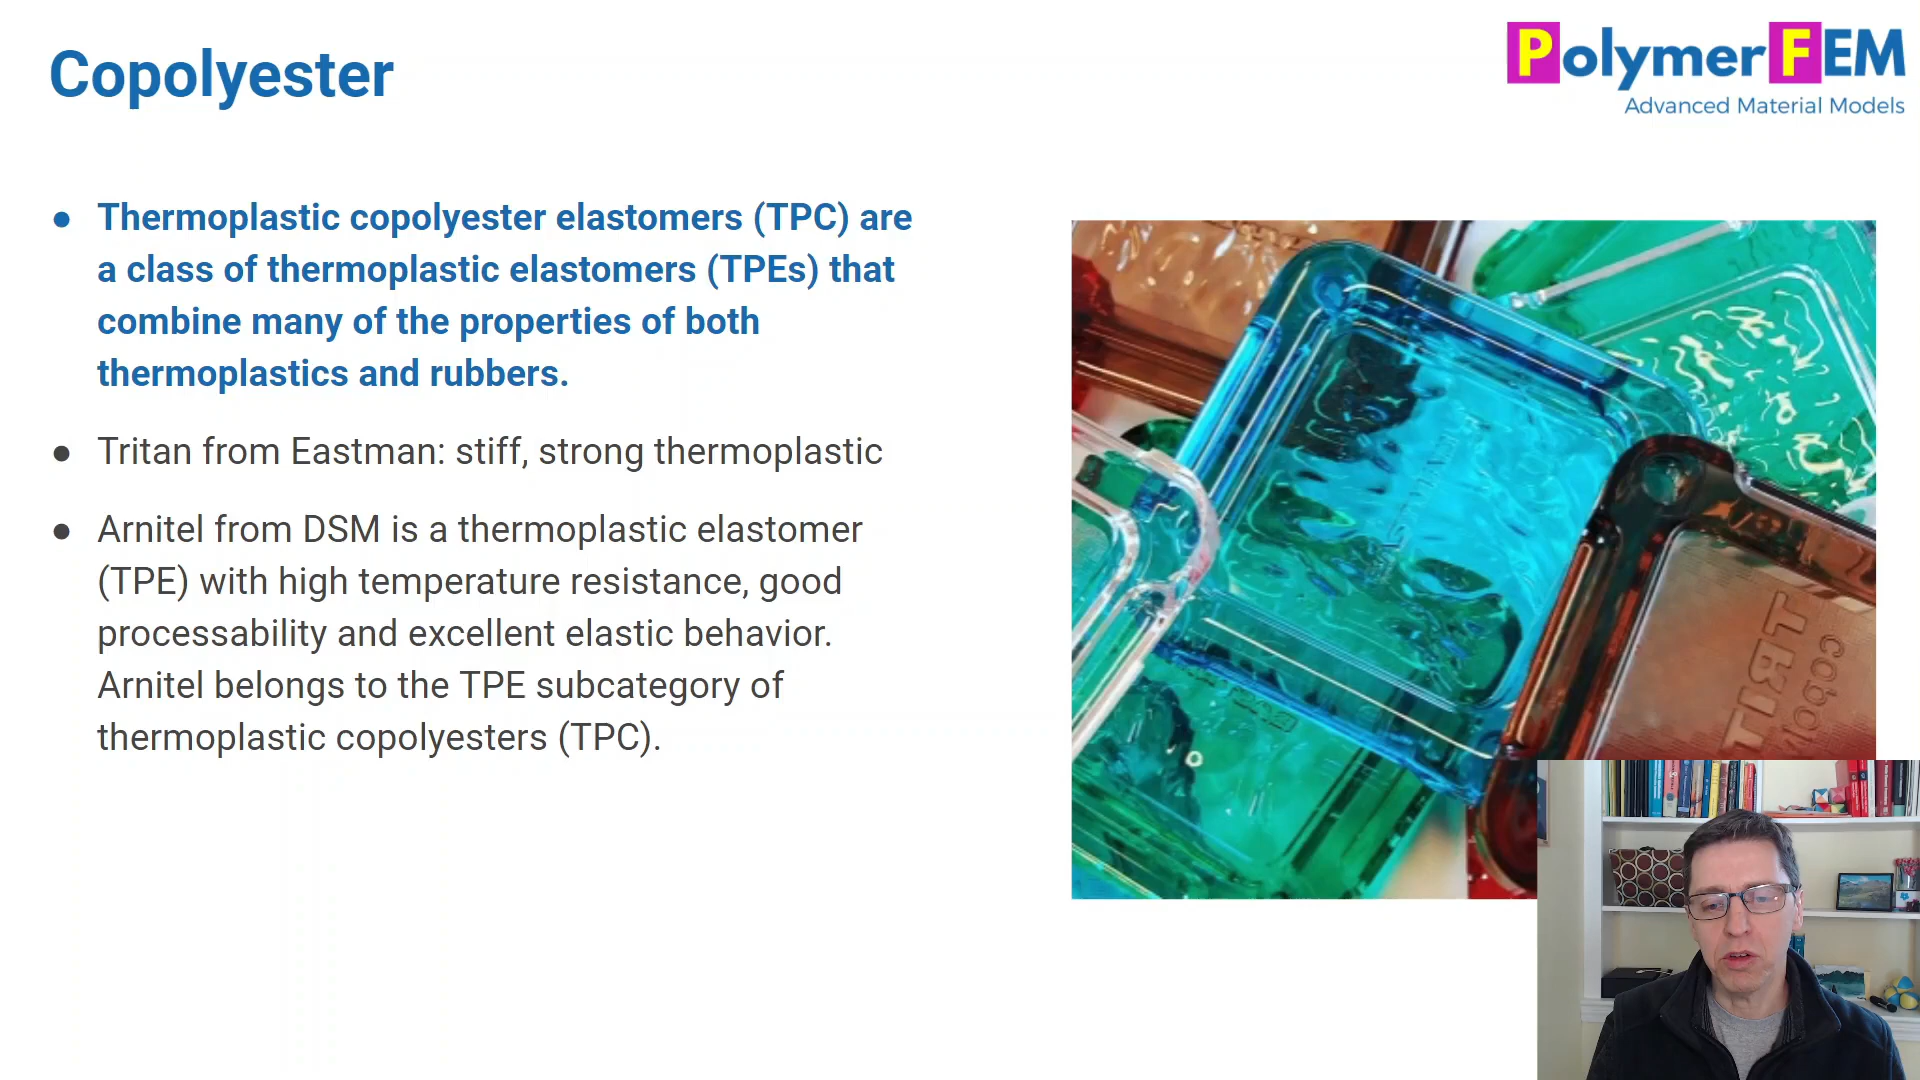 Copolyester
PolymerFEM
Advanced Material Models
● Thermoplastic copolyester elastomers (TPC) are
a class of thermoplastic elastomers (TPEs) that
combine many of the properties of both
thermoplastics and rubbers.
● Tritan from Eastman: stiff, strong thermoplastic
● Arnitel from DSM is a thermoplastic elastomer
(TPE) with high temperature resistance, good
processability and excellent elastic behavior.
Arnitel belongs to the TPE subcategory of
thermoplastic copolyesters (TPC).
TRIT
copol